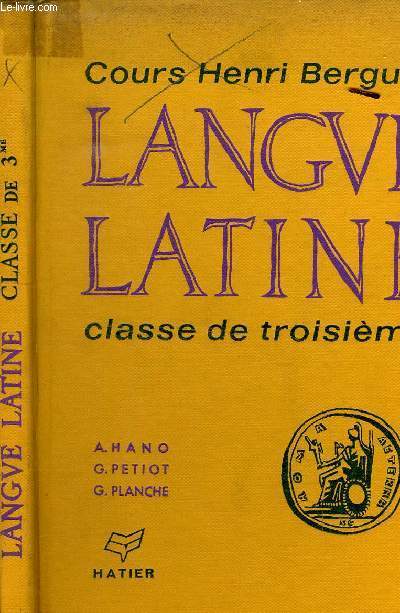 Le-livre.com
Cours Henri Bergu
LANGVE
LATINE
classe de troisièm
A. HANO
G. PETIOT
G. PLANCHE
HATIER
LANGVE LATINE CLASSE DE 3ME